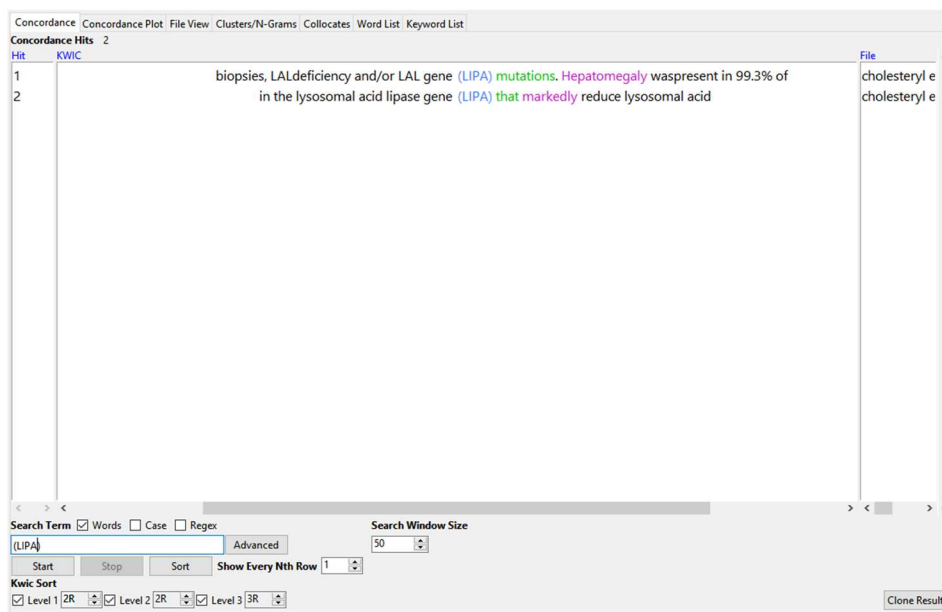 Concordance Concordance Plot File View Clusters/N-Grams Collocates Word List Keyword List
Concordance Hits 2
Hit KWIC File
1 biopsies, LALdeficiency and/or LAL gene (LIPA) mutations. Hepatomegaly waspresent in 99.3% of cholesteryl e
2 in the lysosomal acid lipase gene (LIPA) that markedly reduce lysosomal acid cholesteryl e
Search Term Words Case Regex Search Window Size
(LIPA) Advanced 50
Start Stop Sort Show Every Nth Row 1
Kwic Sort
Level 1 2R Level 2 2R Level 3 3R Clone Result